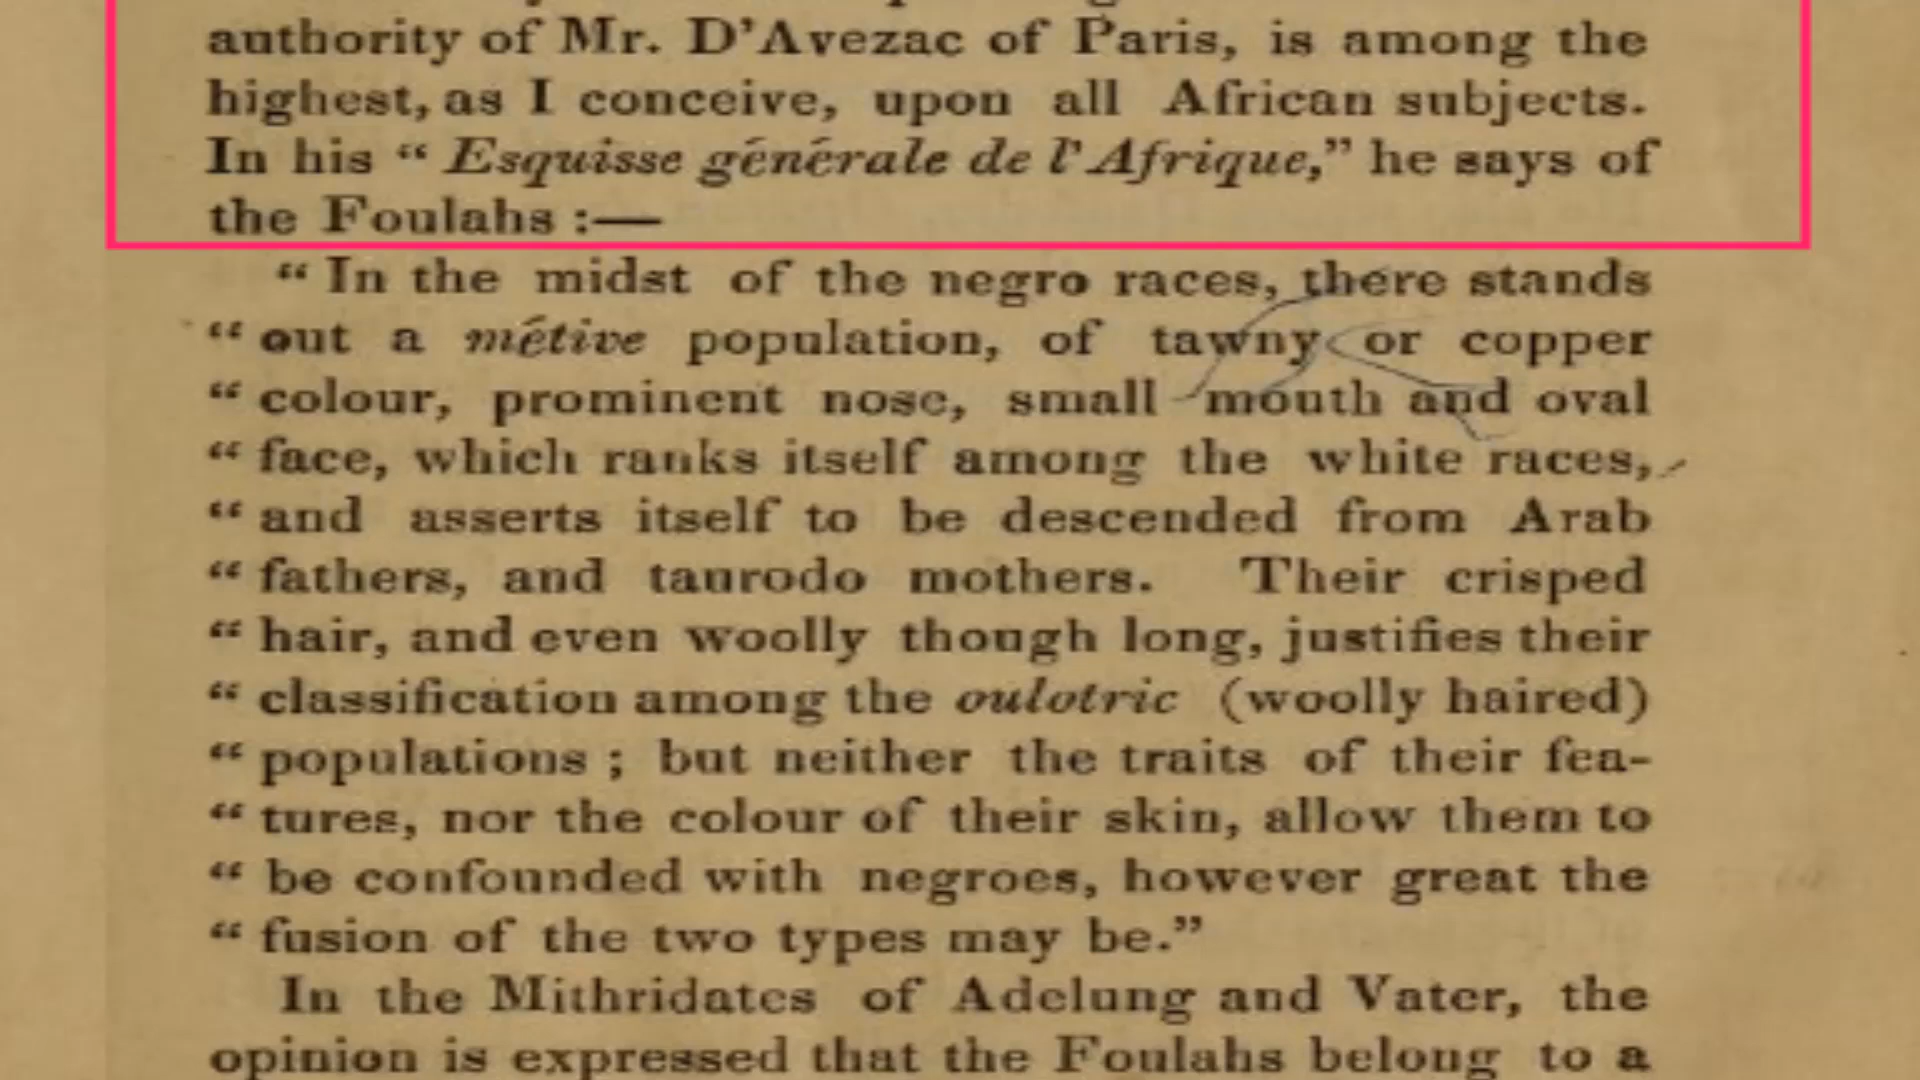 authority of Mr. D'Avezac of Paris, is among the
highest, as I conceive, upon all African subjects.
In his “ Esquisse générale de l'Afrique,” he says of
the Foulahs :—
“ In the midst of the negro races, there stands
“ out a métive population, of tawny or copper
“ colour, prominent nose, small mouth and oval
“ face, which ranks itself among the white races,
“ and asserts itself to be descended from Arab
“ fathers, and taurodo mothers. Their crisped
“ hair, and even woolly though long, justifies their
“ classification among the oulotric (woolly haired)
“ populations ; but neither the traits of their fea-
“ tures, nor the colour of their skin, allow them to
“ be confounded with negroes, however great the
“ fusion of the two types may be.”
In the Mithridates of Adelung and Vater, the
opinion is expressed that the Foulahs belong to a